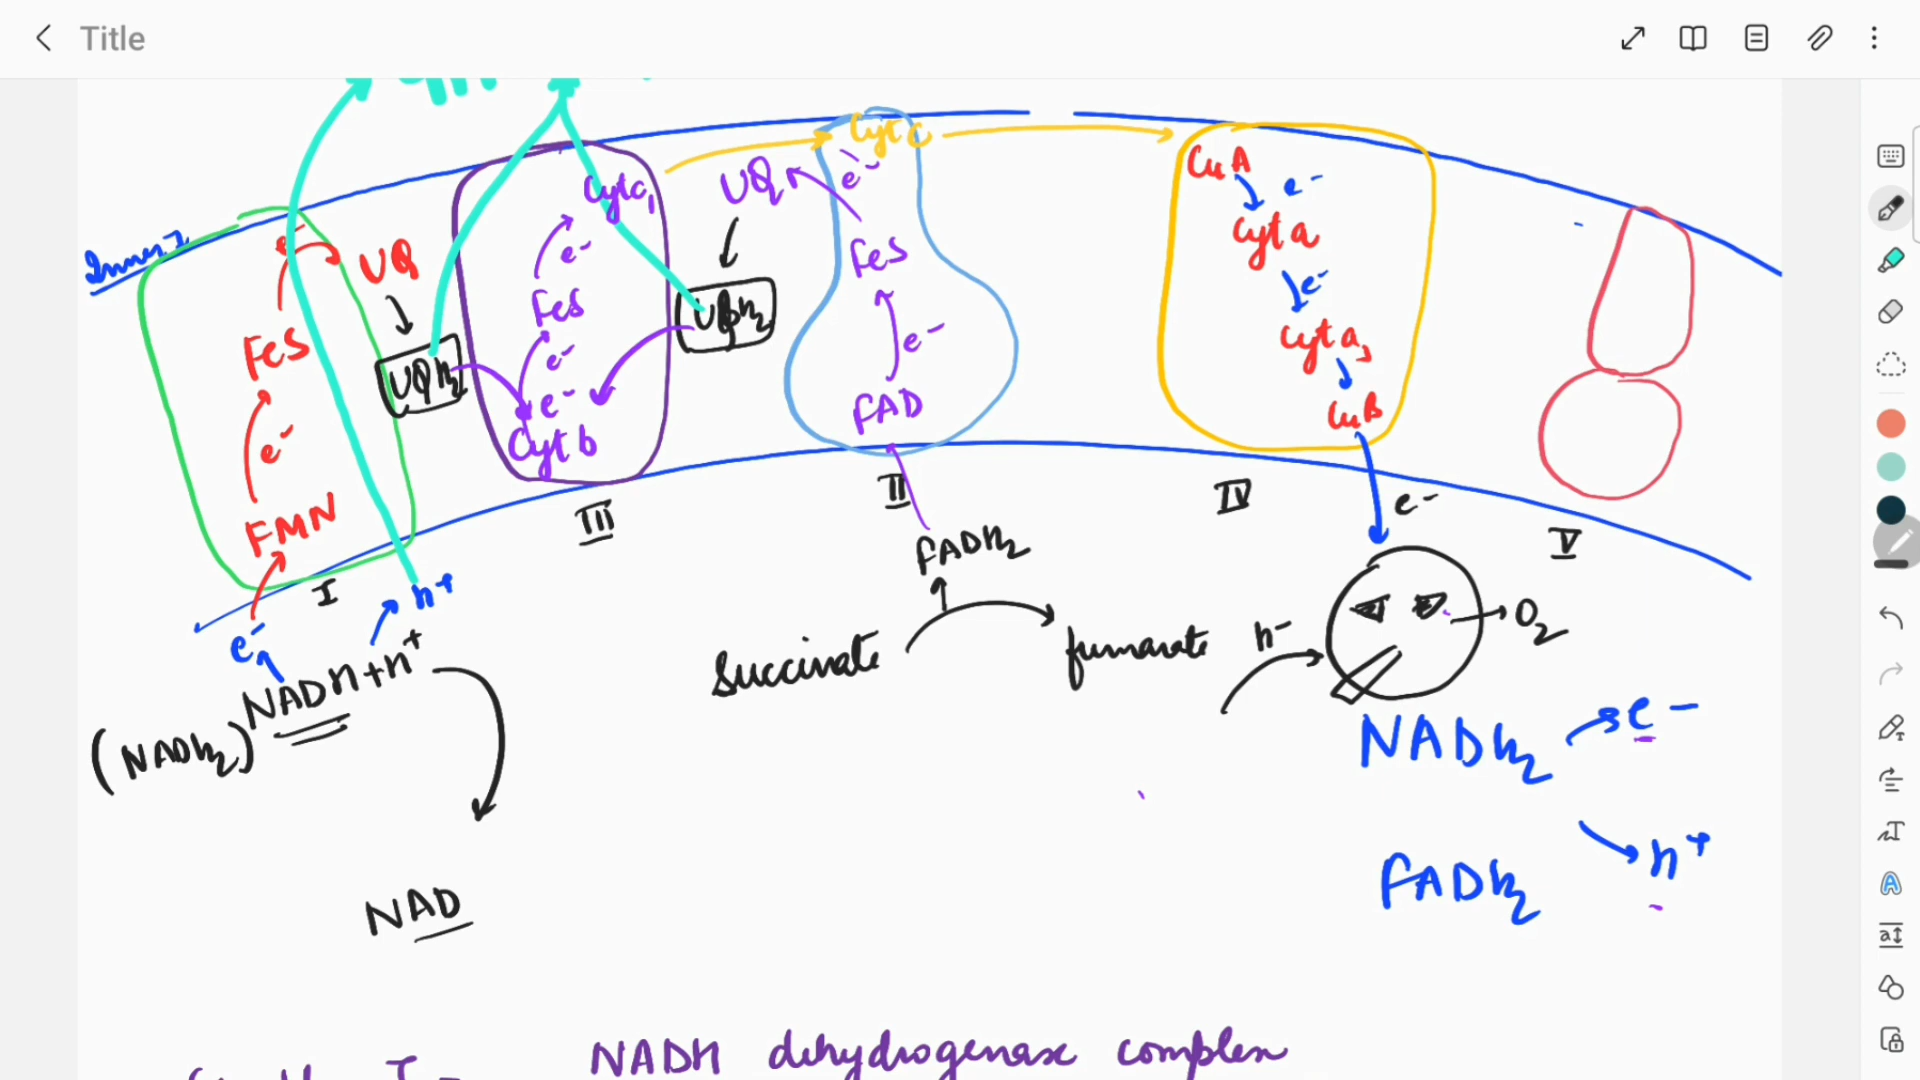 Title
Cyt c
CuA
e-
UQ
e-
Cyta1
e-
Cyt a
Inner
e-
UQ
FeS
e-
FeS
UQH2
Cyt a3
FeS
UQH2
e-
e-
e-
FAD
CuB
e-
Cyt b
II
IV
e-
FMN
III
V
FADH2
I
H+
e-
O2
NADH+H+
Succinate
fumarate
H-
(NADH2)
NADH2
e-
H+
FADH2
NAD
NADH dehydrogenase complex